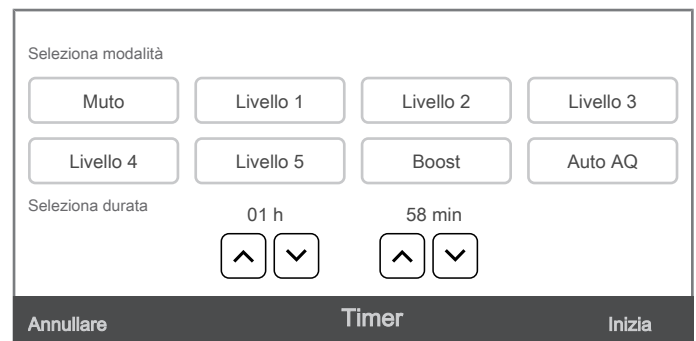 Seleziona modalità
Muto Livello 1 Livello 2 Livello 3
Livello 4 Livello 5 Boost Auto AQ
Seleziona durata
01 h 58 min
Annullare Timer Inizia